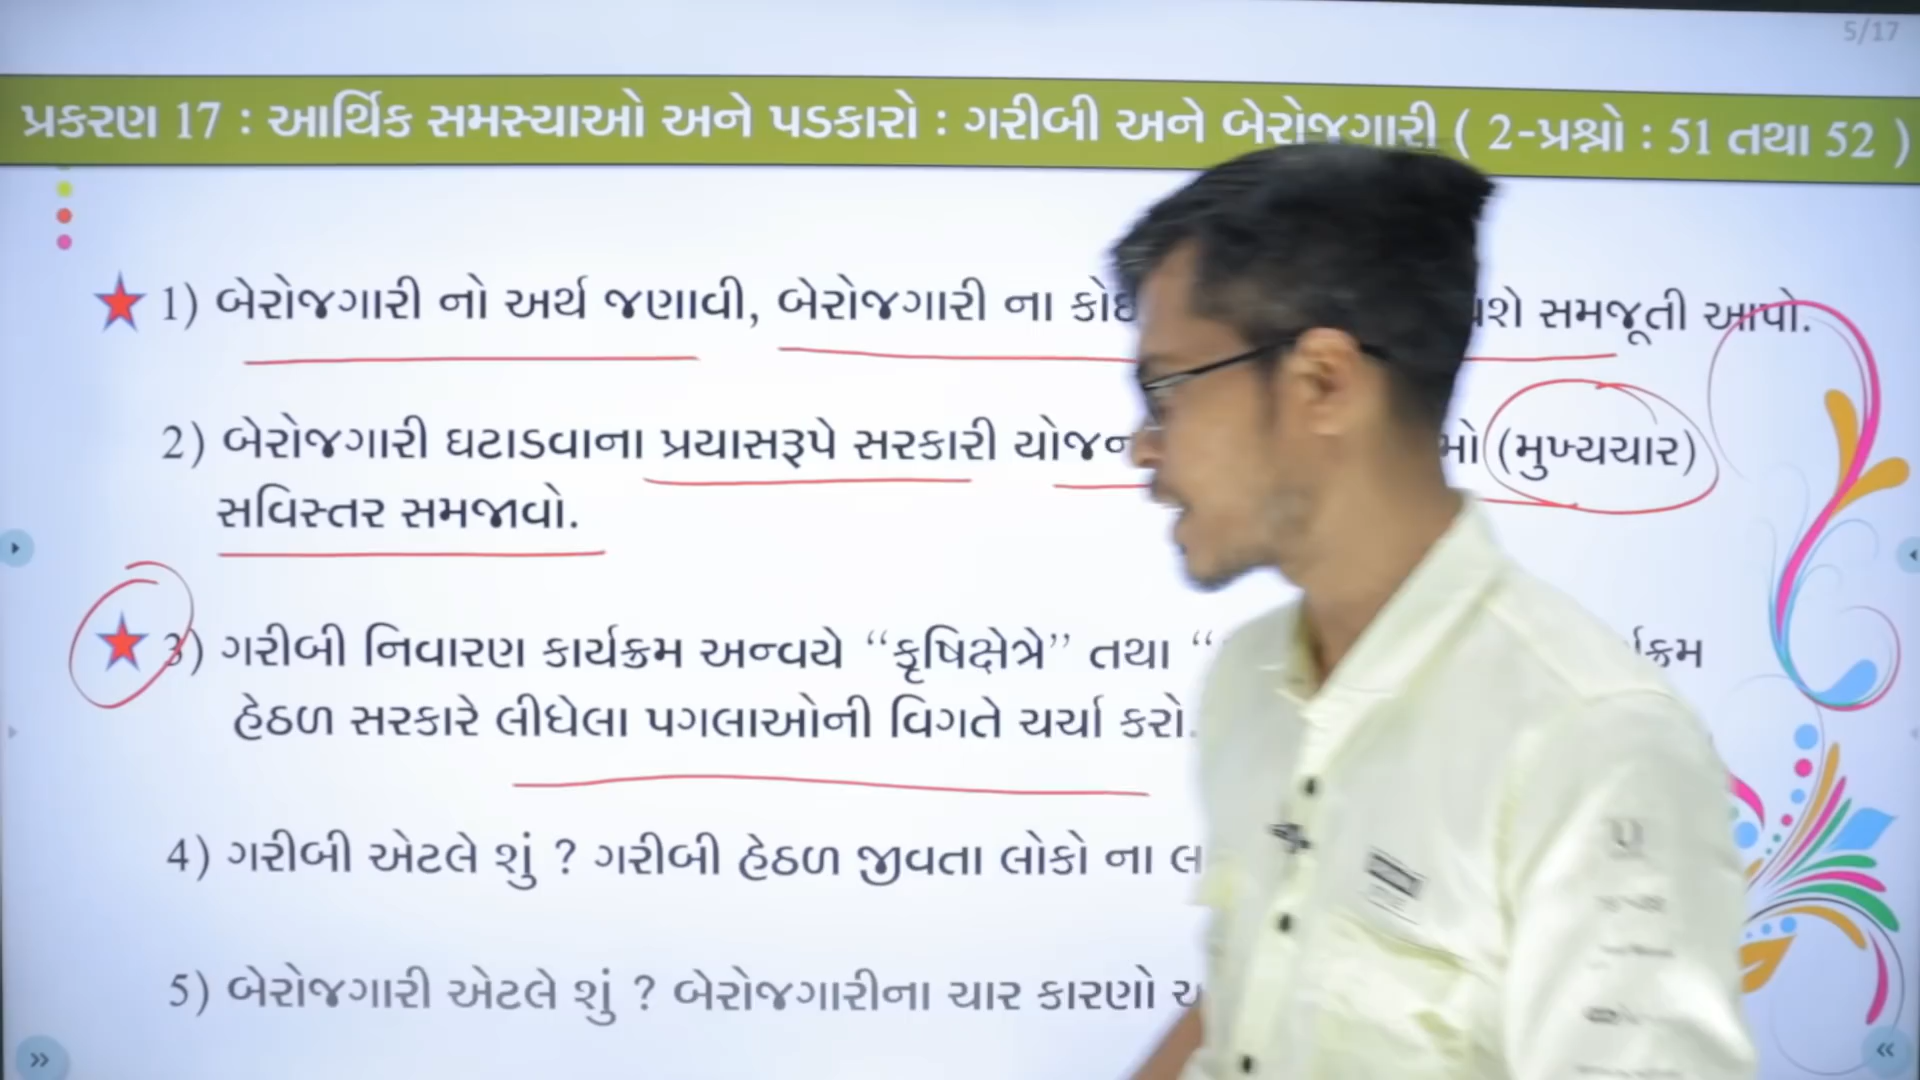 5/17
પ્રકરણ 17 : આર્થિક સમસ્યાઓ અને પડકારો : ગરીબી અને બેરોજગારી ( 2-પ્રશ્નો : 51 તથા 52 )
1) બેરોજગારી નો અર્થ જણાવી, બેરોજગારી ના સમજૂતી આપો.
2) બેરોજગારી ઘટાડવાના પ્રયાસરૂપે સરકારી (મુખ્યચાર)
સવિસ્તર સમજાવો.
3) ગરીબી નિવારણ કાર્યક્રમ અન્વયે “કૃષિક્ષેત્રે” તથા
હેઠળ સરકારે લીધેલા પગલાઓની વિગતે ચર્ચા કરો.
4) ગરીબી એટલે શું ? ગરીબી હેઠળ જીવતા લોકો ના
5) બેરોજગારી એટલે શું ? બેરોજગારીના ચાર કારણો